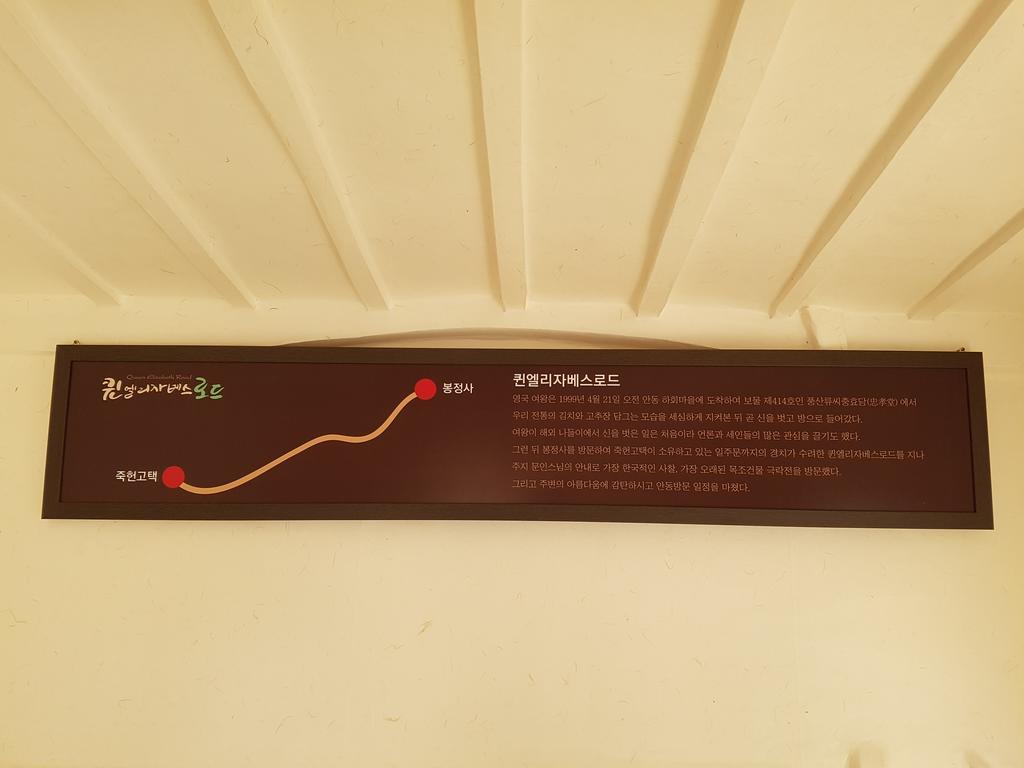 Queen Elizabeth Road
퀸엘리자베스로드
봉정사
죽헌고택
퀸엘리자베스로드
영국 여왕은 1999년 4월 21일 오전 안동 하회마을에 도착하여 보물 제414호인 풍산류씨충효담(忠孝堂) 에서
우리 전통의 김치와 고추장 담그는 모습을 세심하게 지켜본 뒤 곧 신을 벗고 방으로 들어갔다.
여왕이 해외 나들이에서 신을 벗은 일은 처음이라 언론과 세인들의 많은 관심을 끌기도 했다.
그런 뒤 봉정사를 방문하여 죽헌고택이 소유하고 있는 일주문까지의 경치가 수려한 퀸엘리자베스로드를 지나
주지 문인스님의 안내로 가장 한국적인 사찰, 가장 오래된 목조건물 극락전을 방문했다.
그리고 주변의 아름다움에 감탄하시고 안동방문 일정을 마쳤다.